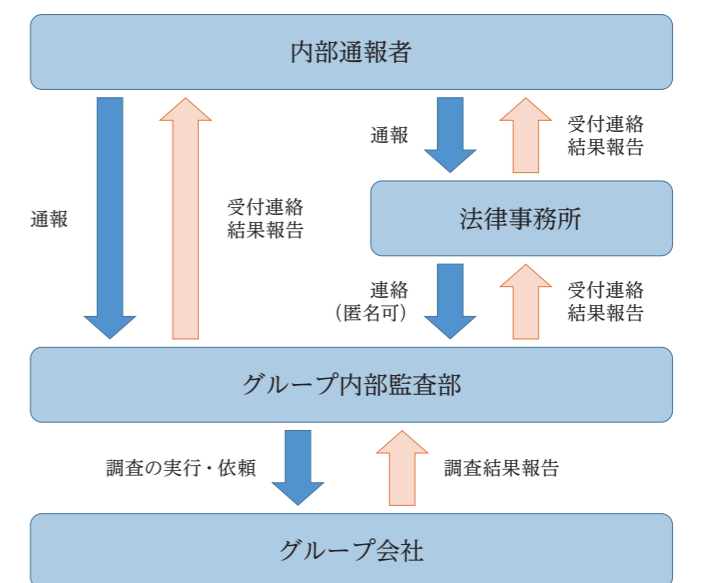 内部通報者
通報
受付連絡
結果報告
通報
受付連絡
結果報告
法律事務所
連絡
（匿名可）
受付連絡
結果報告
グループ内部監査部
調査の実行・依頼
調査結果報告
グループ会社